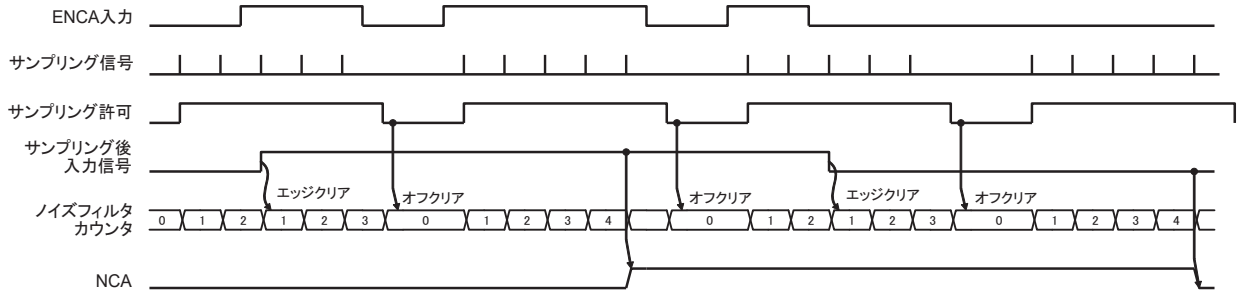 ENCA入力
サンプリング信号
サンプリング許可
サンプリング後
入力信号
エッジクリア
オフクリア
オフクリア
エッジクリア
オフクリア
ノイズフィルタ
カウンタ
0 1 2 1 2 3 0 1 2 3 4 0 1 2 1 2 3 0 1 2 3 4
NCA